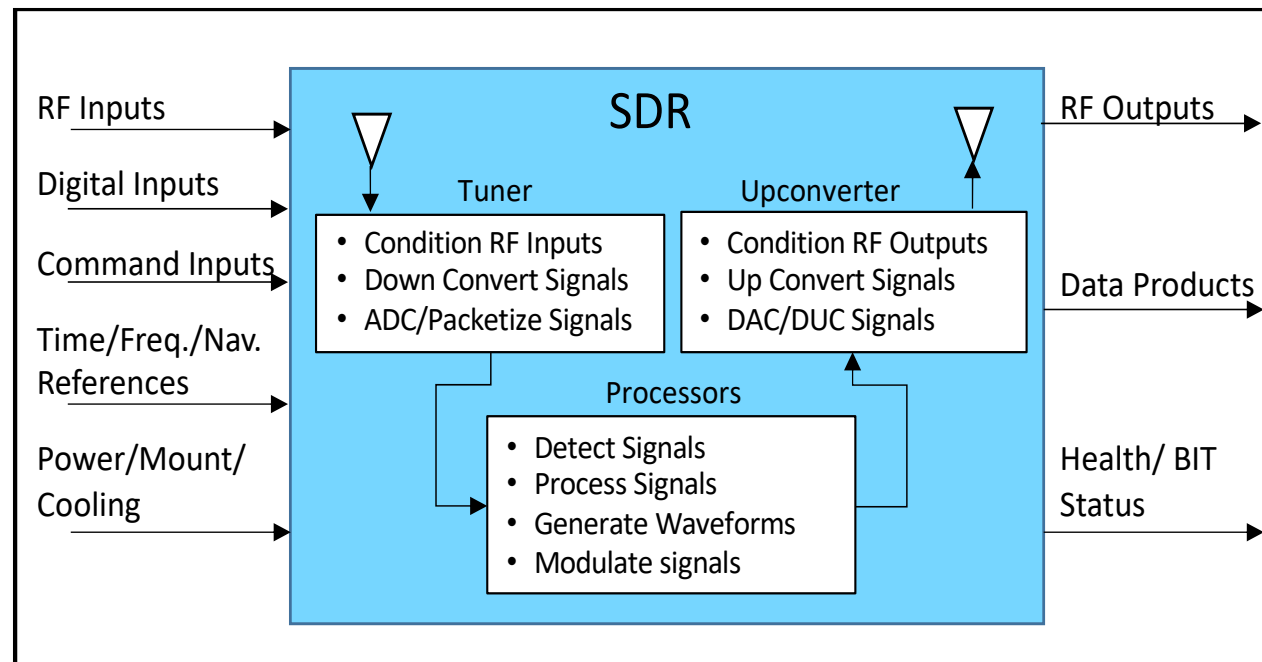 SDR
RF Inputs
Digital Inputs
Command Inputs
Time/Freq./Nav.
References
Power/Mount/
Cooling
Tuner
• Condition RF Inputs
• Down Convert Signals
• ADC/Packetize Signals
Upconverter
• Condition RF Outputs
• Up Convert Signals
• DAC/DUC Signals
Processors
• Detect Signals
• Process Signals
• Generate Waveforms
• Modulate signals
RF Outputs
Data Products
Health/ BIT
Status